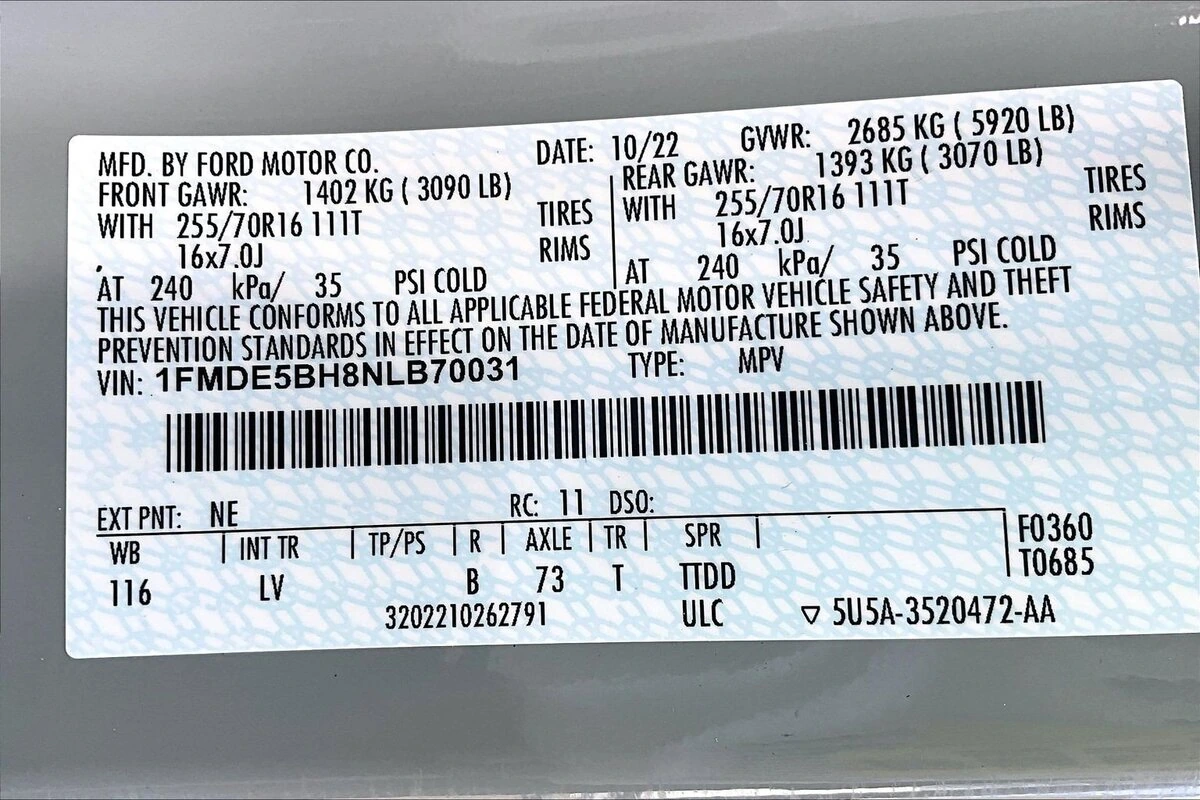 MFD. BY FORD MOTOR CO. DATE: 10/22 GVWR: 2685 KG ( 5920 LB)
FRONT GAWR: 1402 KG ( 3090 LB) REAR GAWR: 1393 KG ( 3070 LB)
WITH 255/70R16 111T TIRES WITH 255/70R16 111T TIRES
16x7.0J RIMS 16x7.0J RIMS
AT 240 kPa/ 35 PSI COLD AT 240 kPa/ 35 PSI COLD
THIS VEHICLE CONFORMS TO ALL APPLICABLE FEDERAL MOTOR VEHICLE SAFETY AND THEFT
PREVENTION STANDARDS IN EFFECT ON THE DATE OF MANUFACTURE SHOWN ABOVE.
VIN: 1FMDE5BH8NLB70031 TYPE: MPV
EXT PNT: NE RC: 11 DSO:
WB | INT TR | TP/PS | R | AXLE | TR | SPR | F0360
116 LV B 73 T TTDD T0685
3202210262791 ULC ▽ 5U5A-3520472-AA